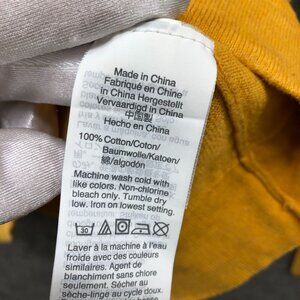 Made in China
Fabriqué en Chine
in China Hergestellt
Vervaardigd in China
中国製
Hecho en China
100% Cotton/Coton/
Baumwolle/Katoen/
綿/algodón
Machine wash cold with
like colors. Non-chlorine
bleach only. Tumble dry
low. Iron on lowest setting.
30
Laver à la machine à l'eau
froide avec des couleurs
similaires. Agent de
blanchiment sans chlore
seulement. Sécher au
sèche-linge au cycle doux.